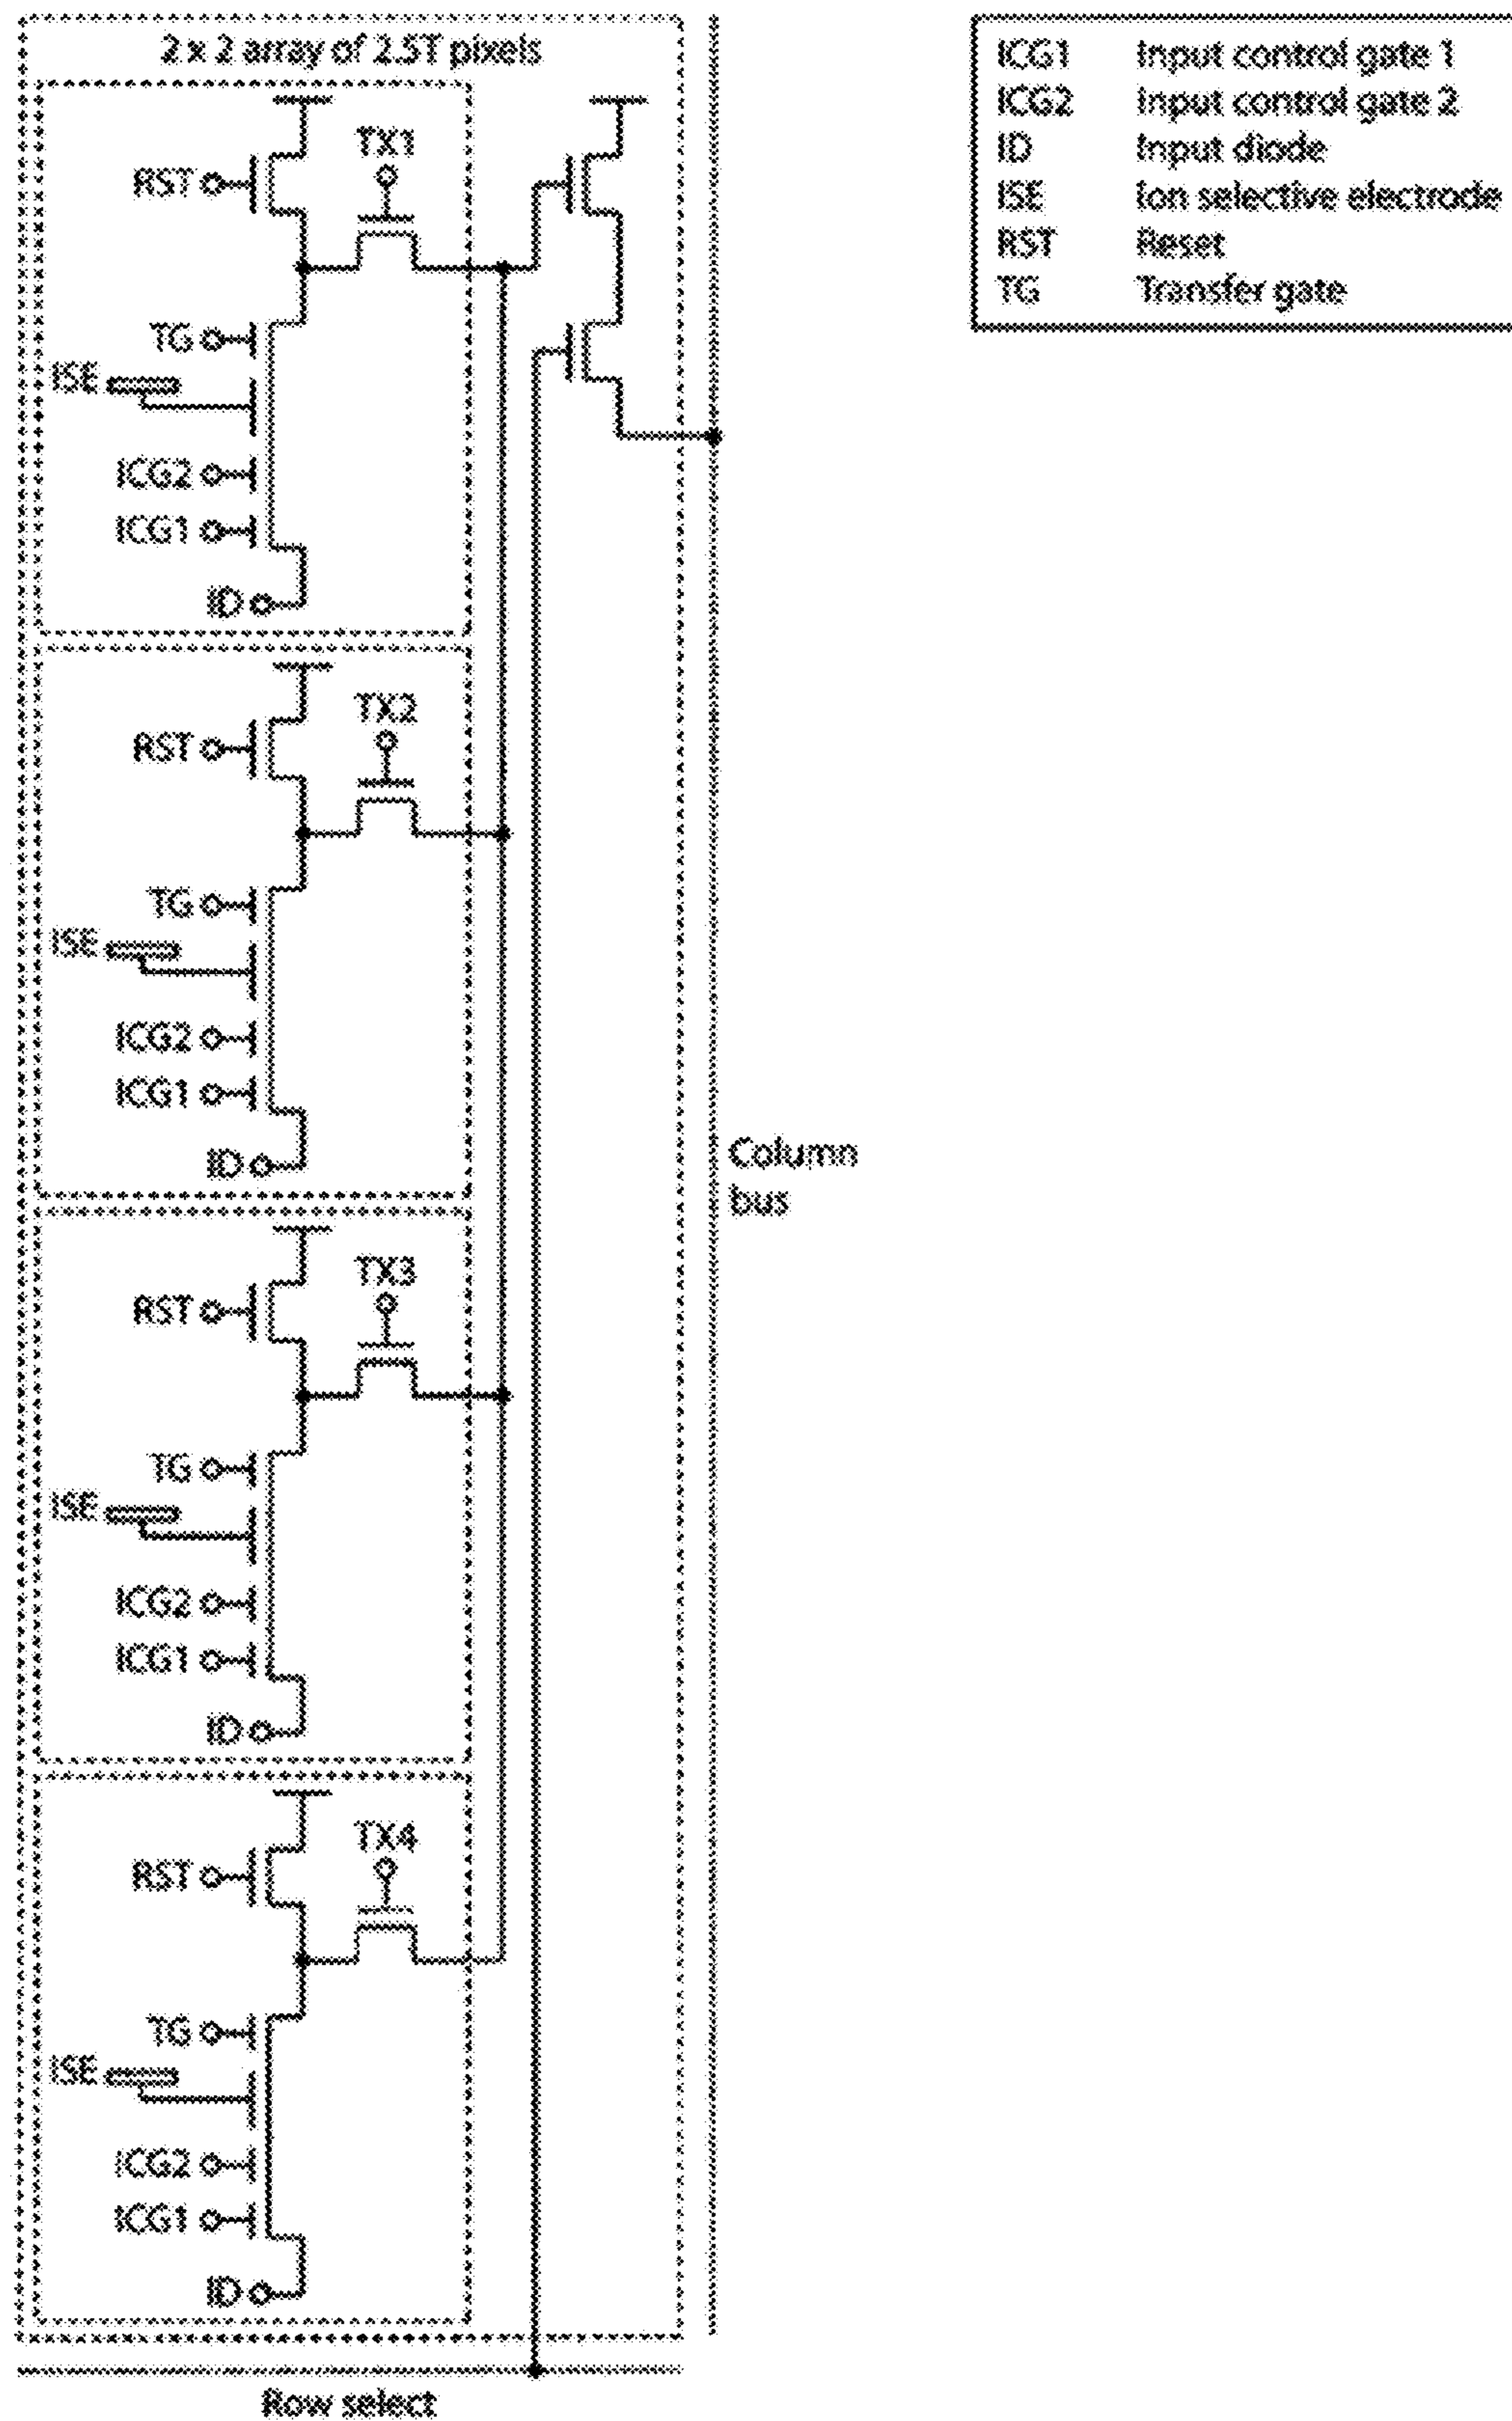 2 x 2 array of 2.5T pixels
TX1
RST
TG
ISE
ICG2
ICG1
ID
TX2
RST
TG
ISE
ICG2
ICG1
ID
TX3
RST
TG
ISE
ICG2
ICG1
ID
TX4
RST
TG
ISE
ICG2
ICG1
ID
Column
bus
Row select
ICG1 Input control gate 1
ICG2 Input control gate 2
ID Input diode
ISE Ion selective electrode
RST Reset
TG Transfer gate